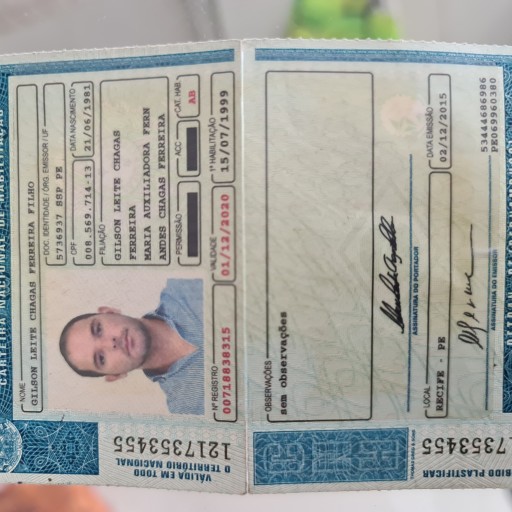 CARTEIRA NACIONAL DE HABILITAÇÃO
NOME
GILSON LEITE CHAGAS FERREIRA FILHO
DOC. IDENTIDADE / ÓRG. EMISSOR / UF
5736937 SSP PE
CPF
008.569.714-13
DATA NASCIMENTO
21/06/1981
FILIAÇÃO
GILSON LEITE CHAGAS
FERREIRA
MARIA AUXILIADORA FERN
ANDES CHAGAS FERREIRA
PERMISSÃO
ACC
CAT. HAB.
AB
Nº REGISTRO
00718838315
VALIDADE
01/12/2020
1ª HABILITAÇÃO
15/07/1999
VÁLIDA EM TODO
O TERRITÓRIO NACIONAL
1217353455
OBSERVAÇÕES
sem observações
ASSINATURA DO PORTADOR
LOCAL
RECIFE - PE
DATA EMISSÃO
02/12/2015
ASSINATURA DO EMISSOR
53444686986
PE069960380
BIDO PLASTIFICAR
7353455